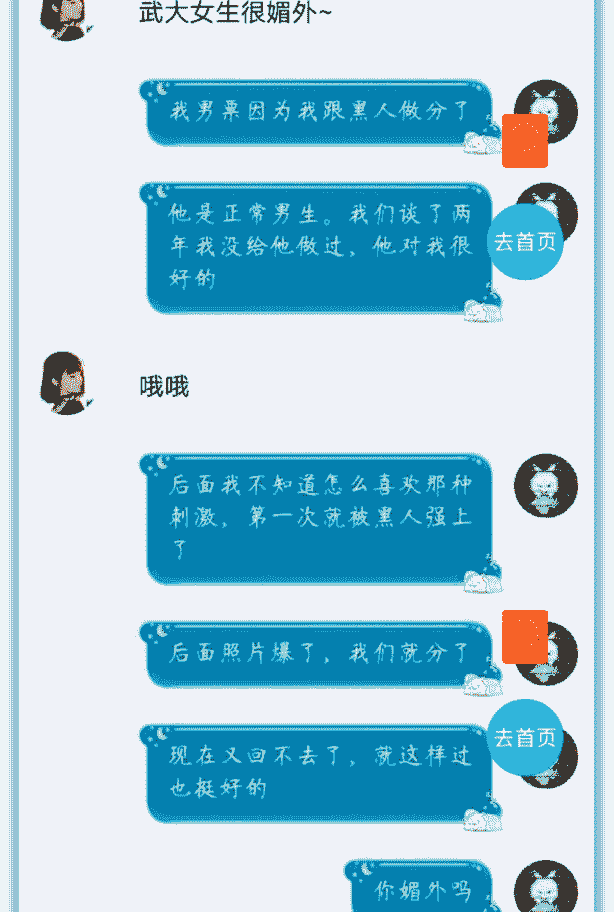 武大女生很媚外~
我男票因为我跟黑人做分了
他是正常男生。我们谈了两
年我没给他做过，他对我很
好的
去首页
哦哦
后面我不知道怎么喜欢那种
刺激，第一次就被黑人强上
了
后面照片爆了，我们就分了
去首页
现在又回不去了，就这样过
也挺好的
你媚外吗